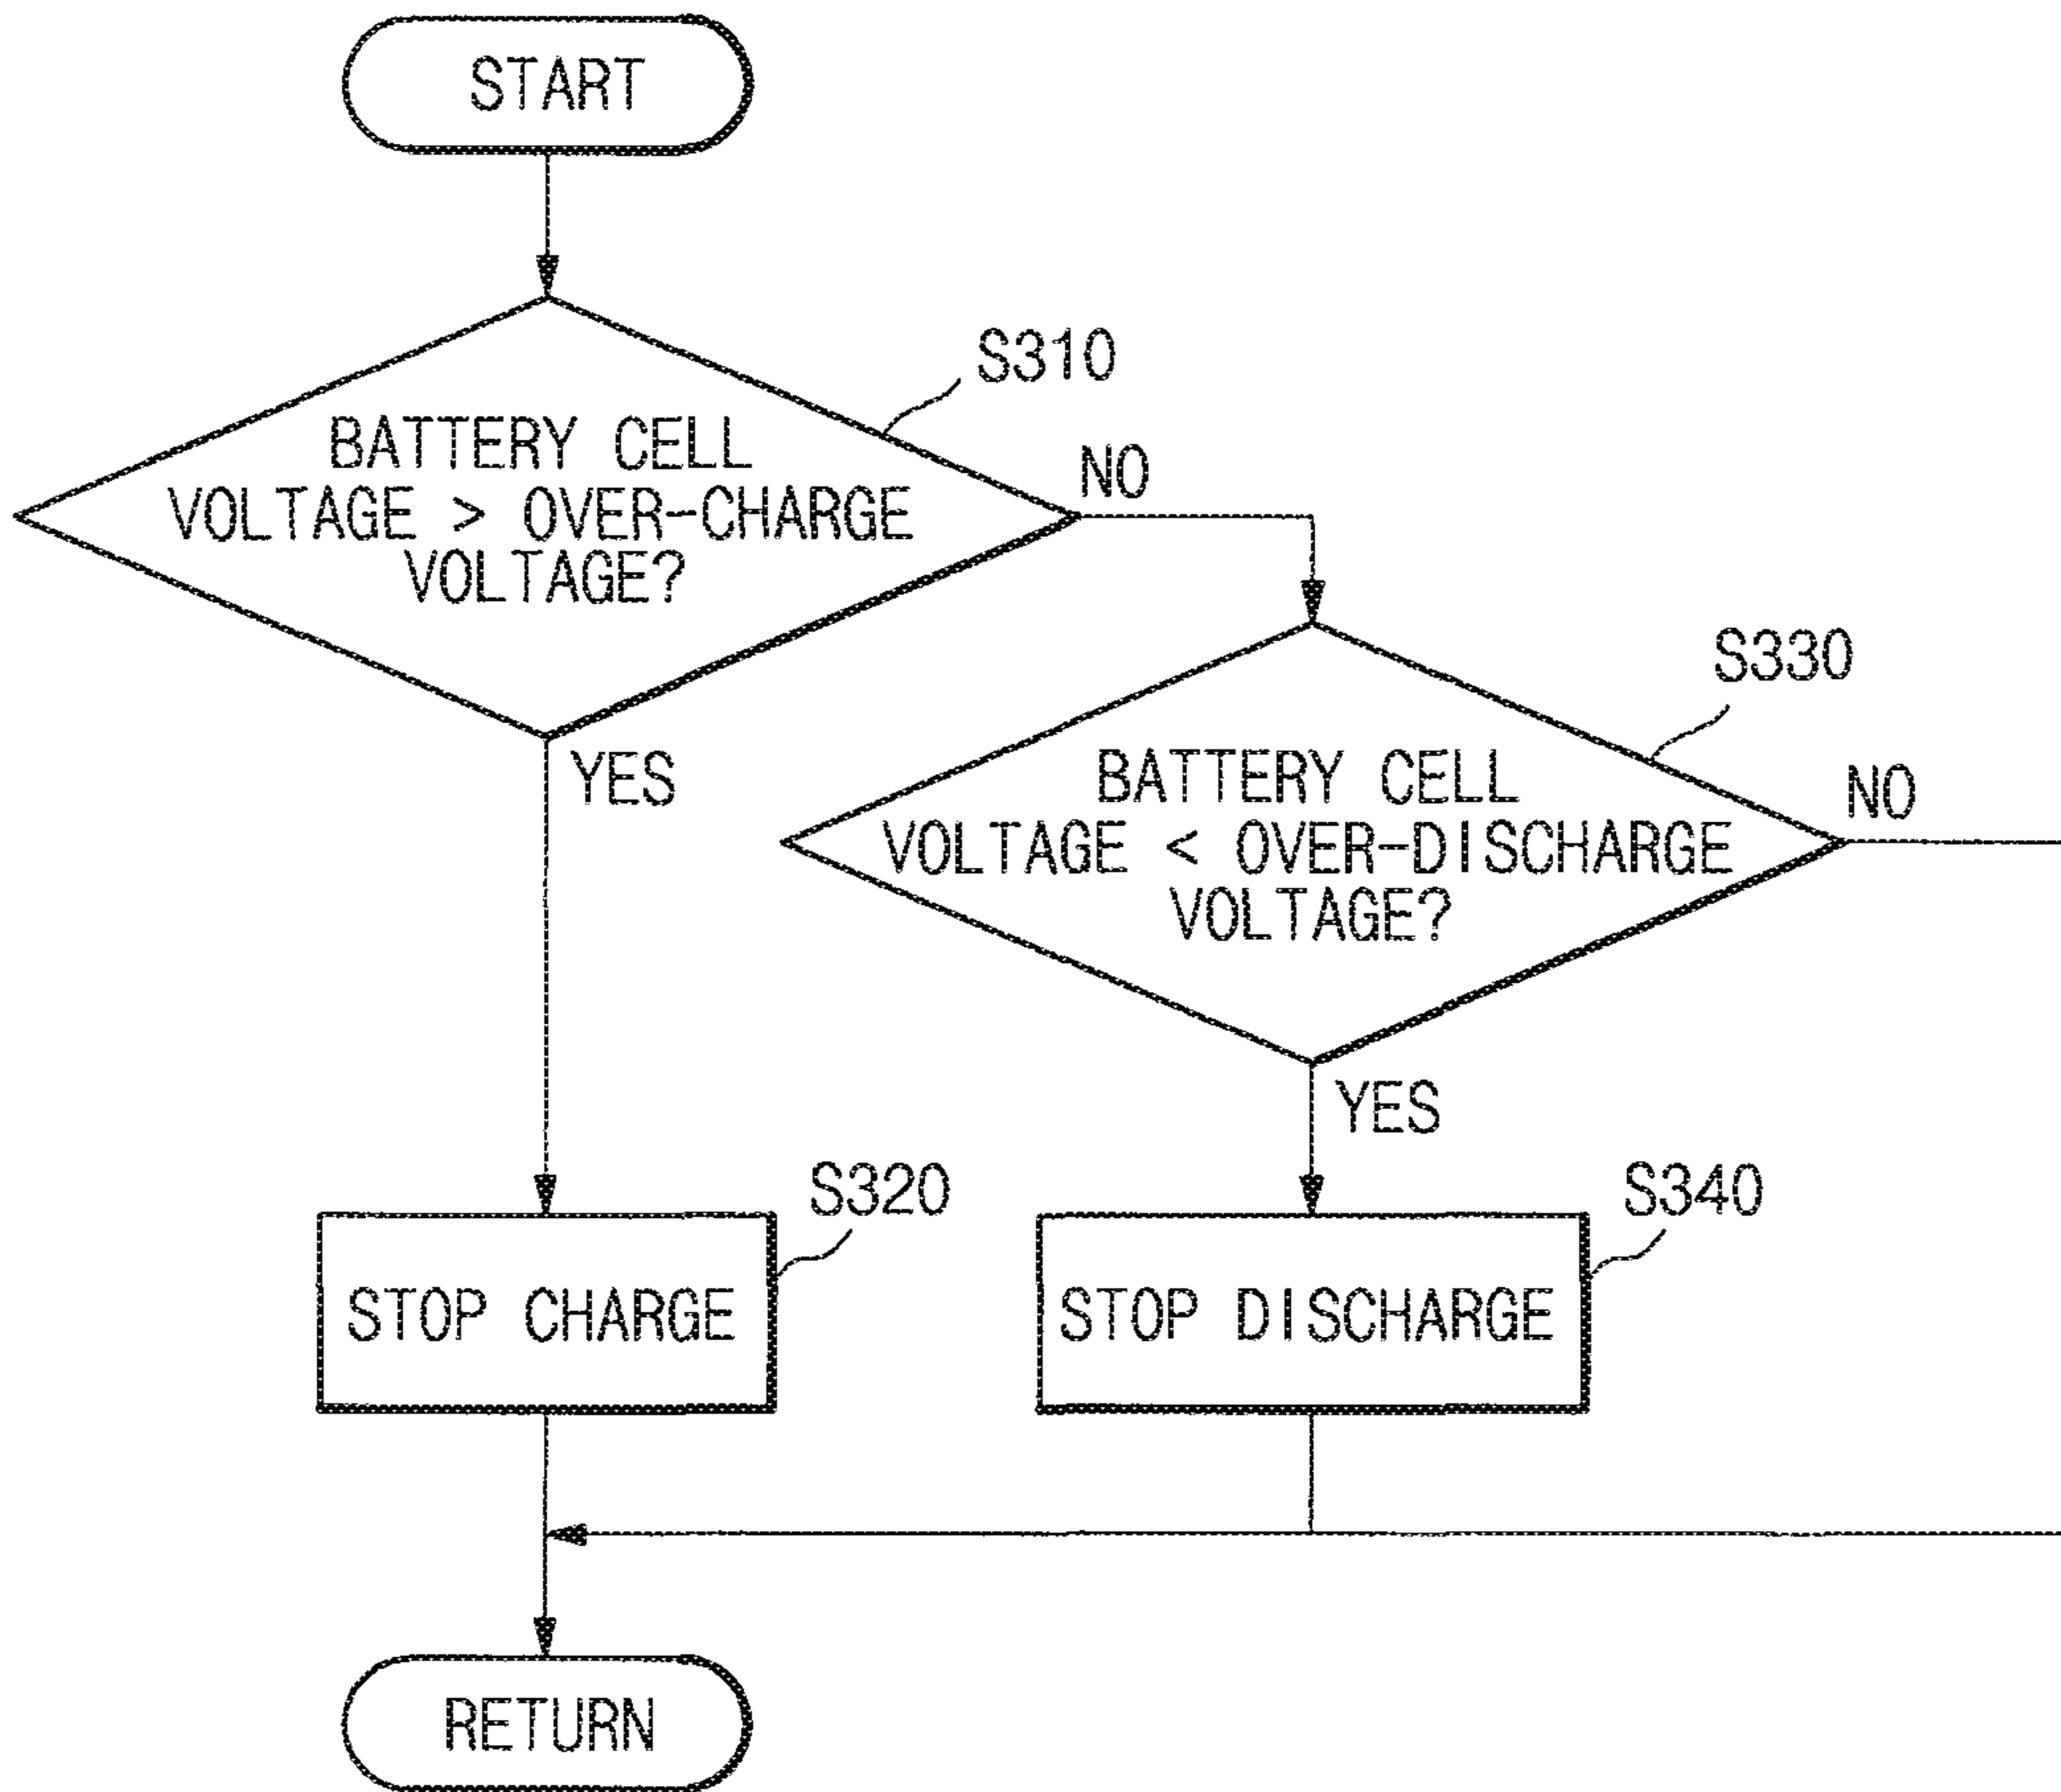 START
S310
BATTERY CELL
VOLTAGE > OVER-CHARGE
VOLTAGE?
NO
YES
S330
BATTERY CELL
VOLTAGE < OVER-DISCHARGE
VOLTAGE?
NO
YES
S320
STOP CHARGE
S340
STOP DISCHARGE
RETURN